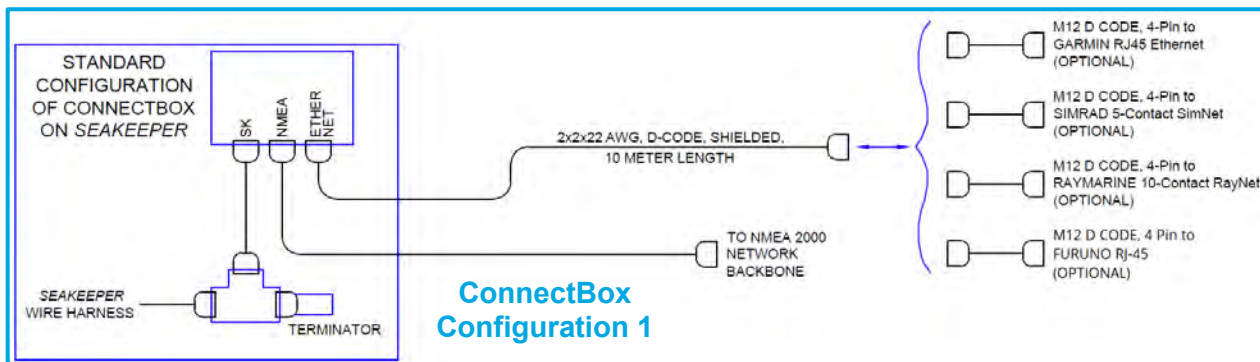 STANDARD
CONFIGURATION
OF CONNECTBOX
ON SEAKEEPER
SK
NMEA
ETHER
NET
2x2x22 AWG, D-CODE, SHIELDED,
10 METER LENGTH
TO NMEA 2000
NETWORK
BACKBONE
SEAKEEPER
WIRE HARNESS
TERMINATOR
ConnectBox
Configuration 1
M12 D CODE, 4-Pin to
GARMIN RJ45 Ethernet
(OPTIONAL)
M12 D CODE, 4-Pin to
SIMRAD 5-Contact SimNet
(OPTIONAL)
M12 D CODE, 4-Pin to
RAYMARINE 10-Contact RayNet
(OPTIONAL)
M12 D CODE, 4 Pin to
FURUNO RJ-45
(OPTIONAL)